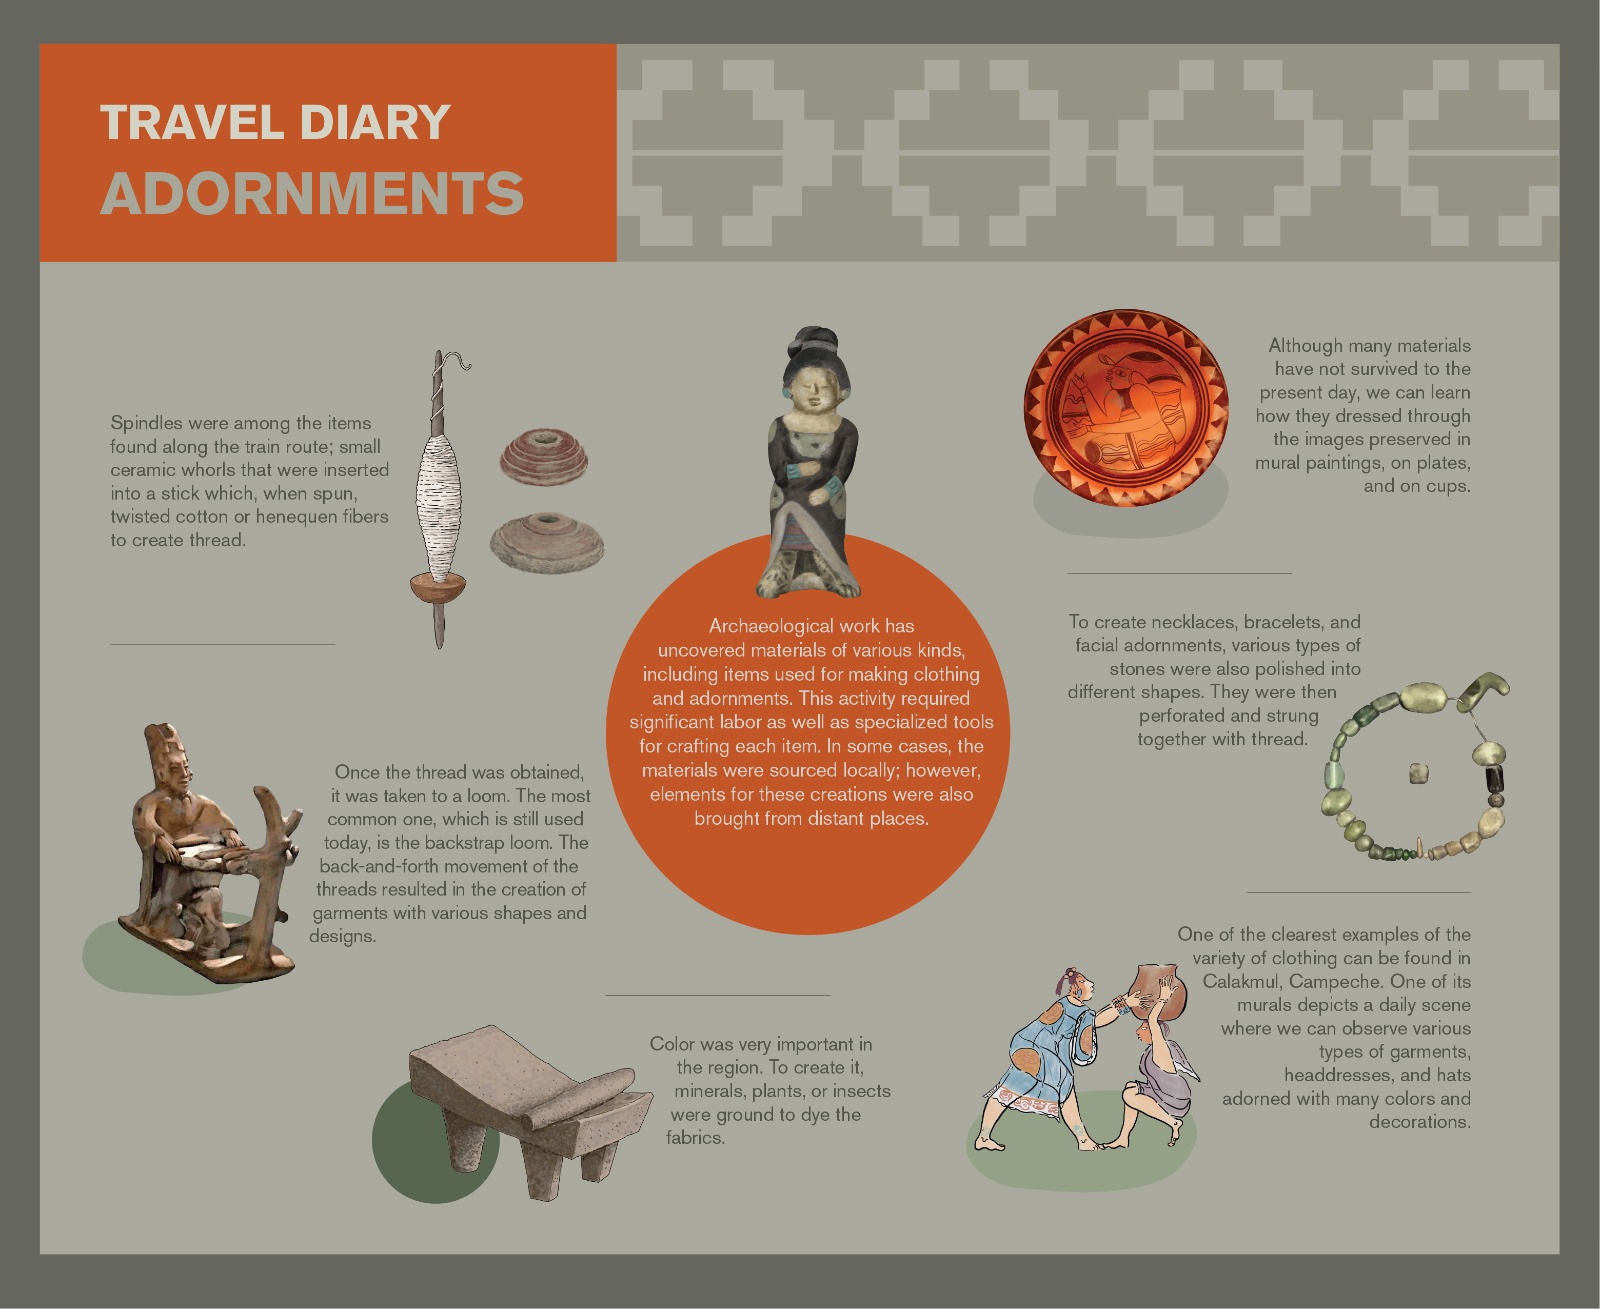 TRAVEL DIARY
ADORNMENTS
Spindles were among the items
found along the train route; small
ceramic whorls that were inserted
into a stick which, when spun,
twisted cotton or henequen fibers
to create thread.
Once the thread was obtained,
it was taken to a loom. The most
common one, which is still used
today, is the backstrap loom. The
back-and-forth movement of the
threads resulted in the creation of
garments with various shapes and
designs.
Color was very important in
the region. To create it,
minerals, plants, or insects
were ground to dye the
fabrics.
Archaeological work has
uncovered materials of various kinds,
including items used for making clothing
and adornments. This activity required
significant labor as well as specialized tools
for crafting each item. In some cases, the
materials were sourced locally; however,
elements for these creations were also
brought from distant places.
Although many materials
have not survived to the
present day, we can learn
how they dressed through
the images preserved in
mural paintings, on plates,
and on cups.
To create necklaces, bracelets, and
facial adornments, various types of
stones were also polished into
different shapes. They were then
perforated and strung
together with thread.
One of the clearest examples of the
variety of clothing can be found in
Calakmul, Campeche. One of its
murals depicts a daily scene
where we can observe various
types of garments,
headdresses, and hats
adorned with many colors and
decorations.